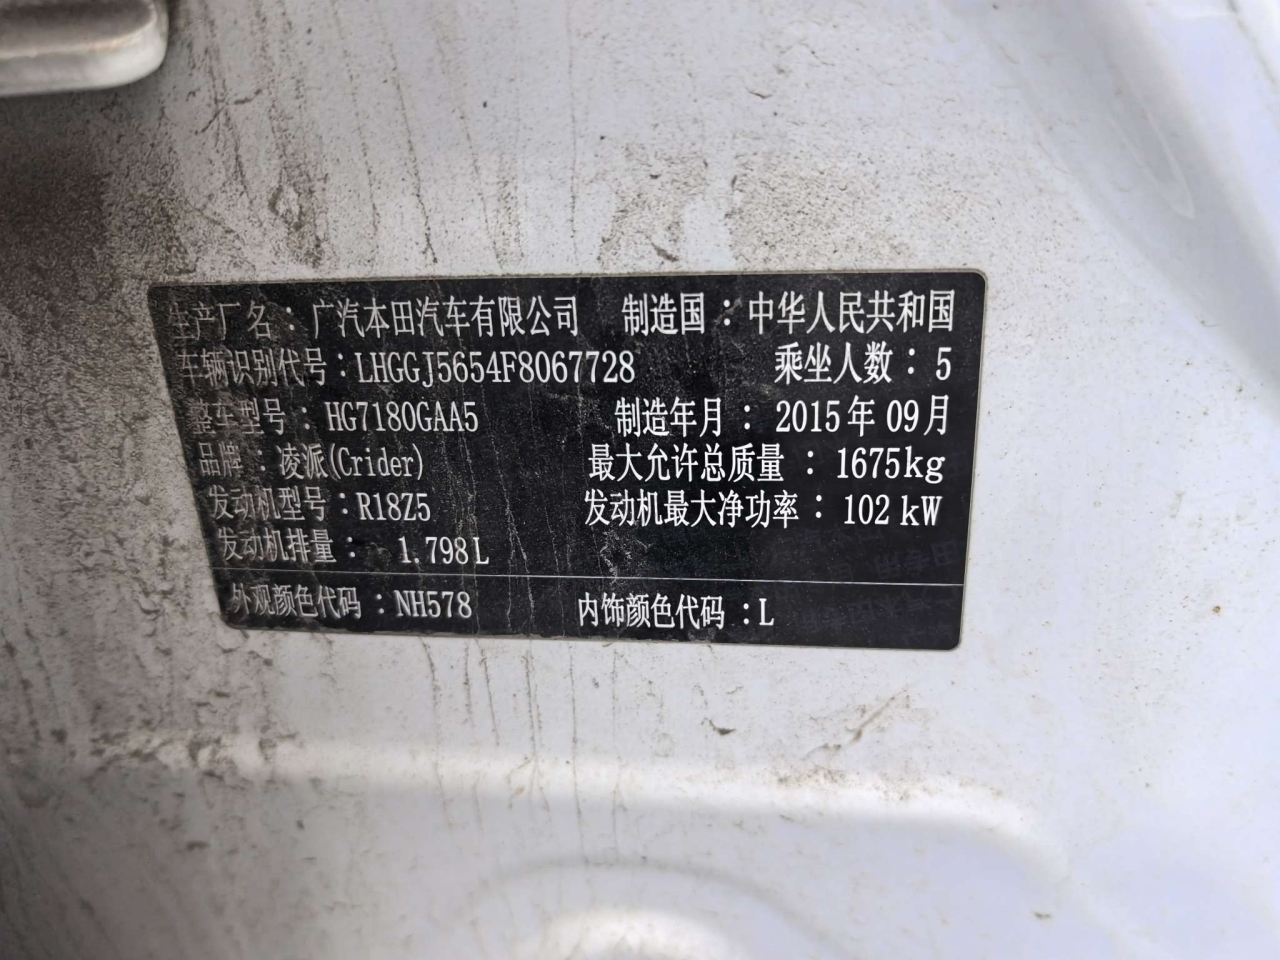 生产厂名：广汽本田汽车有限公司 制造国：中华人民共和国
车辆识别代号：LHGGJ5654F8067728 乘坐人数：5
整车型号：HG7180GAA5 制造年月：2015年09月
品牌：凌派(Crider) 最大允许总质量：1675kg
发动机型号：R18Z5 发动机最大净功率：102kW
发动机排量：1.798L
外观颜色代码：NH578 内饰颜色代码：L